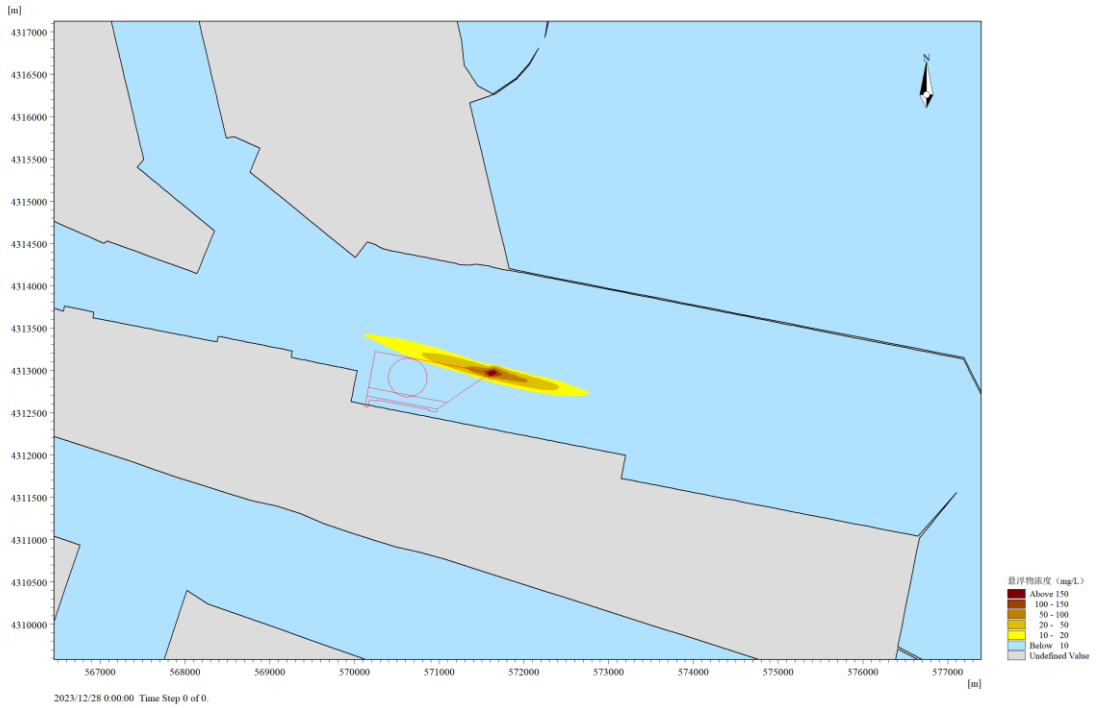 [m]
4317000
4316500
4316000
4315500
4315000
4314500
4314000
4313500
4313000
4312500
4312000
4311500
4311000
4310500
4310000
N
悬浮物浓度（mg/L）
Above 150
100 - 150
50 - 100
20 - 50
10 - 20
Below 10
Undefined Value
567000 568000 569000 570000 571000 572000 573000 574000 575000 576000 577000
[m]
2023/12/28 0:00:00 Time Step 0 of 0.